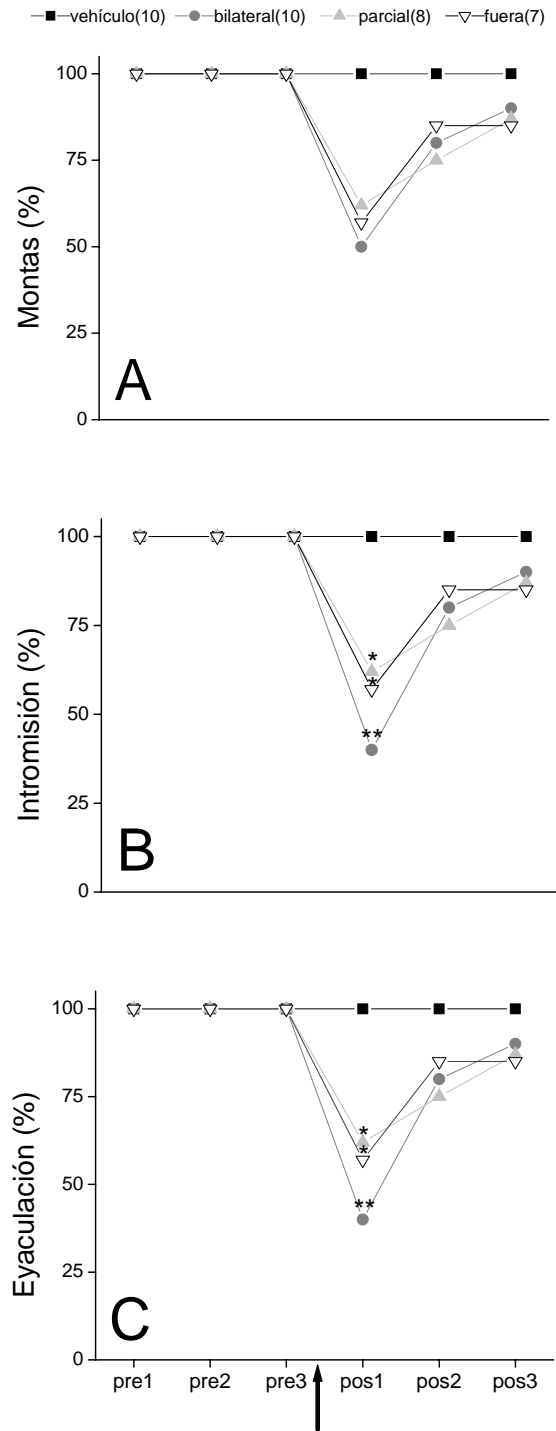 vehículo(10) bilateral(10) parcial(8) fuera(7)
100
75
50
25
0
Montas (%)
A
100
75
50
25
0
Intromisión (%)
* 
*
**
B
100
75
50
25
0
Eyaculación (%)
*
*
**
C
pre1 pre2 pre3 pos1 pos2 pos3